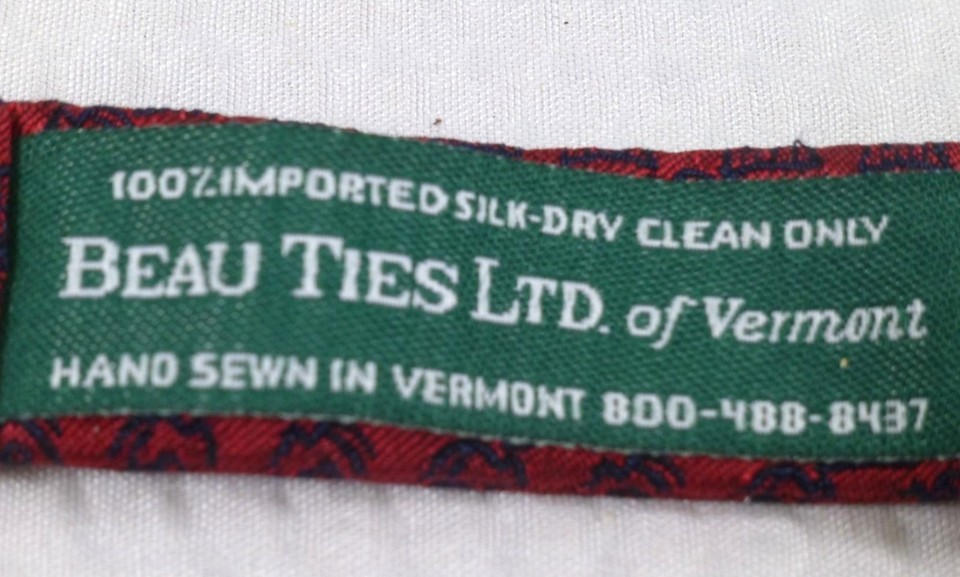 100% IMPORTED SILK-DRY CLEAN ONLY
BEAU TIES LTD. of Vermont
HAND SEWN IN VERMONT 800-488-8437